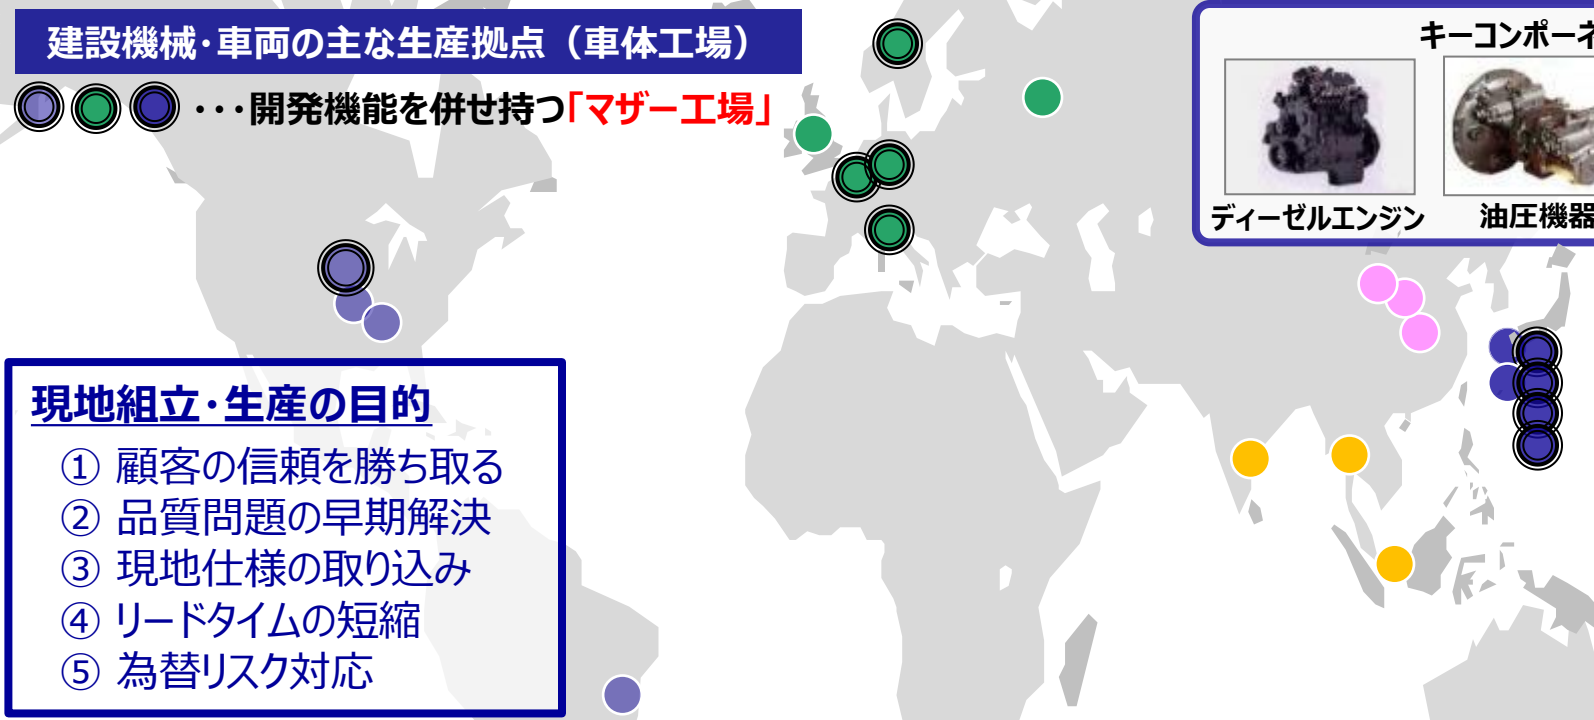 建設機械・車両の主な生産拠点（車体工場）
・・・開発機能を併せ持つ「マザー工場」
キーコンポーネ
ディーゼルエンジン
油圧機器
現地組立・生産の目的
① 顧客の信頼を勝ち取る
② 品質問題の早期解決
③ 現地仕様の取り込み
④ リードタイムの短縮
⑤ 為替リスク対応